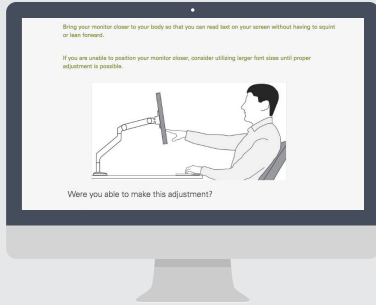 Bring your monitor closer to your body so that you can read text on your screen without having to squint
or lean forward.
If you are unable to position your monitor closer, consider utilizing larger font sizes until proper
adjustment is possible.
Were you able to make this adjustment?